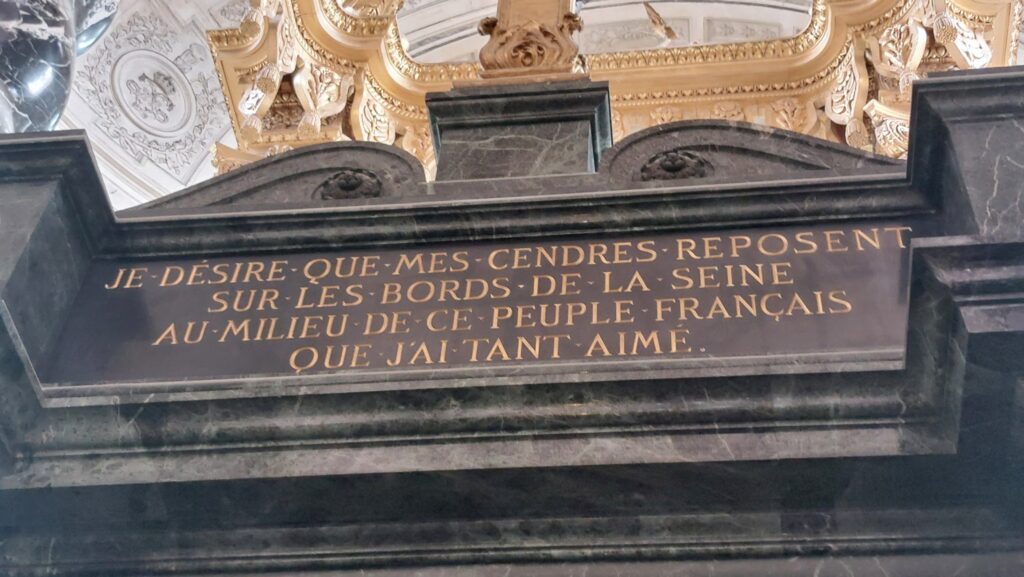 JE·DÉSIRE·QUE·MES·CENDRES·REPOSENT
SUR·LES·BORDS·DE·LA·SEINE
AU·MILIEU·DE·CE·PEUPLE·FRANÇAIS
QUE·J'AI·TANT·AIMÉ.